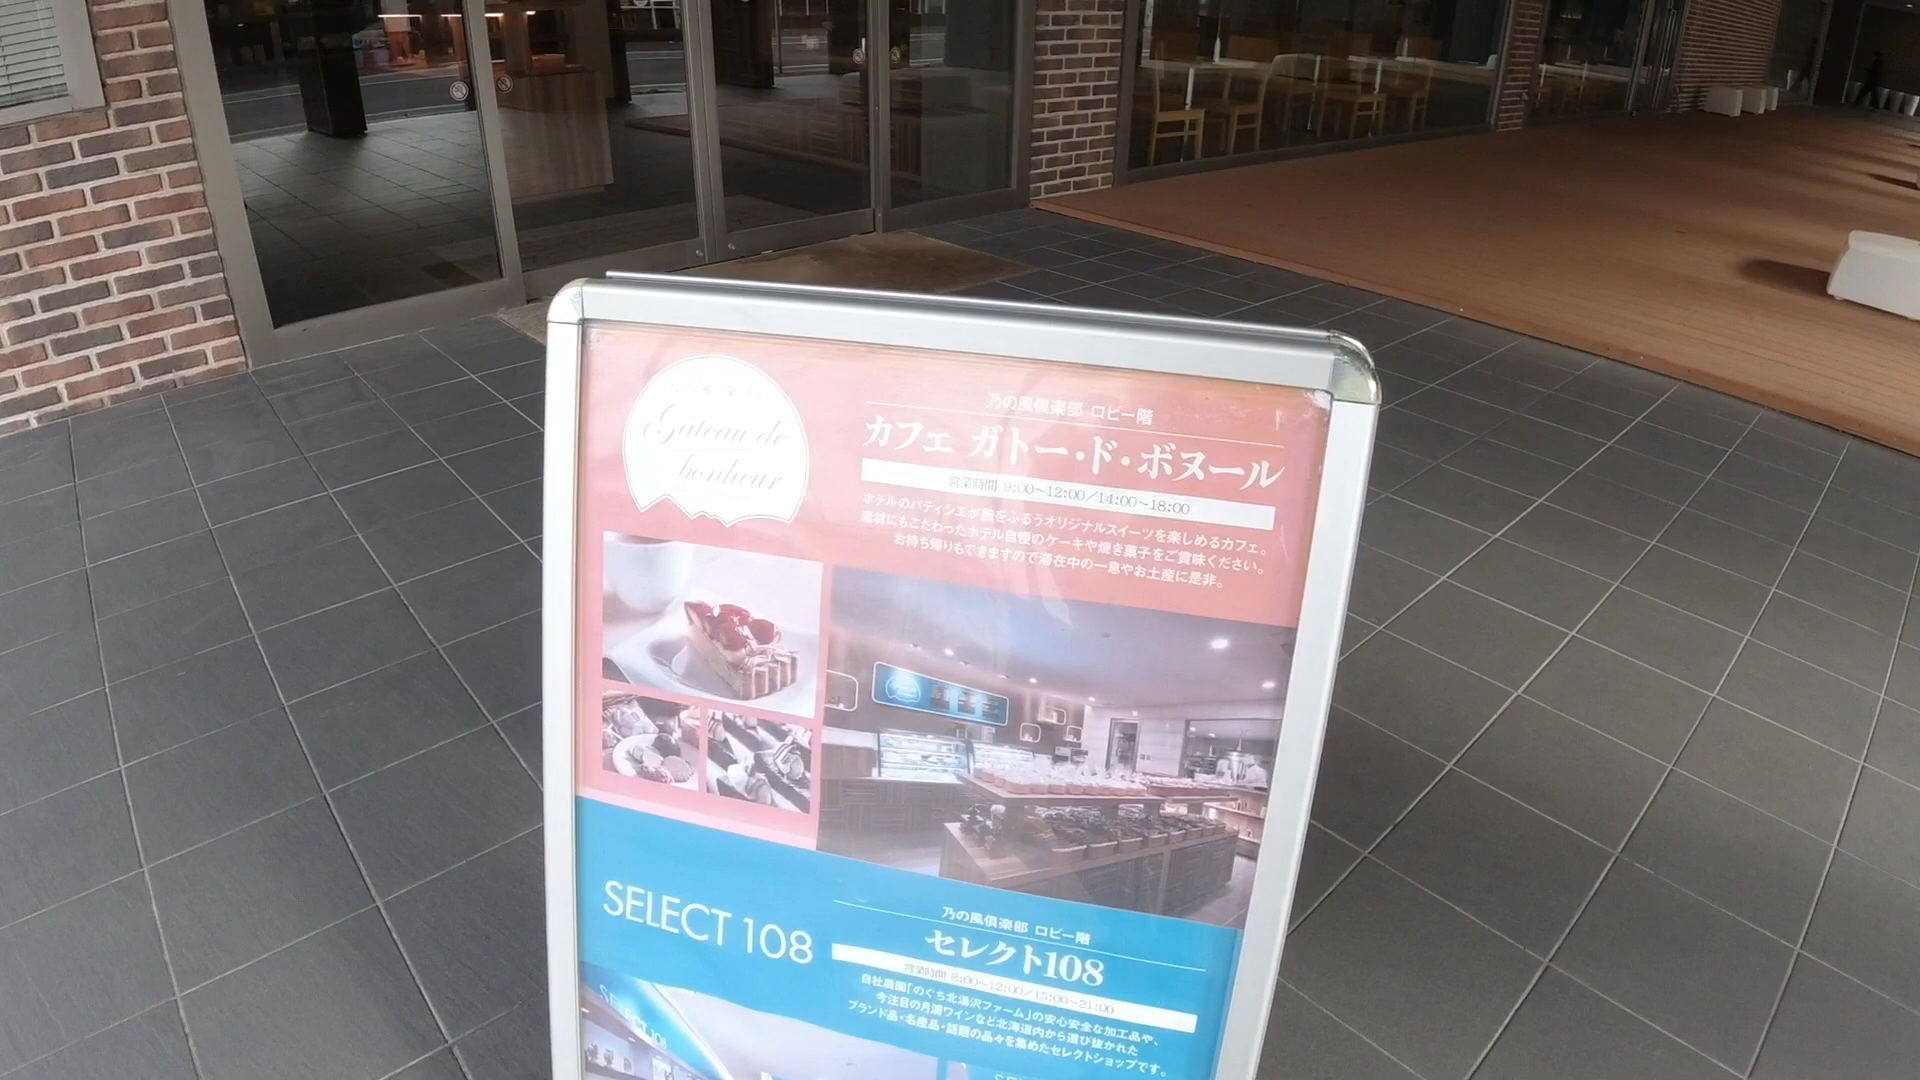 Gâteau de
bonheur
乃の風倶楽部 ロビー階
カフェ ガトー・ド・ボヌール
営業時間 9:00～12:00／14:00～18:00
ホテルのパティシエが腕をふるうオリジナルスイーツを楽しめるカフェ。
素材にもこだわったホテル自慢のケーキや焼き菓子をご賞味ください。
お持ち帰りもできますので滞在中の一息やお土産に是非。
SELECT 108
乃の風倶楽部 ロビー階
セレクト108
営業時間 8:00～12:00／15:00～21:00
自社農園「のぐち北湯沢ファーム」の安心安全な加工品や、
今注目の月浦ワインなど北海道内から選び抜かれた
ブランド品・名産品・話題の品々を集めたセレクトショップです。